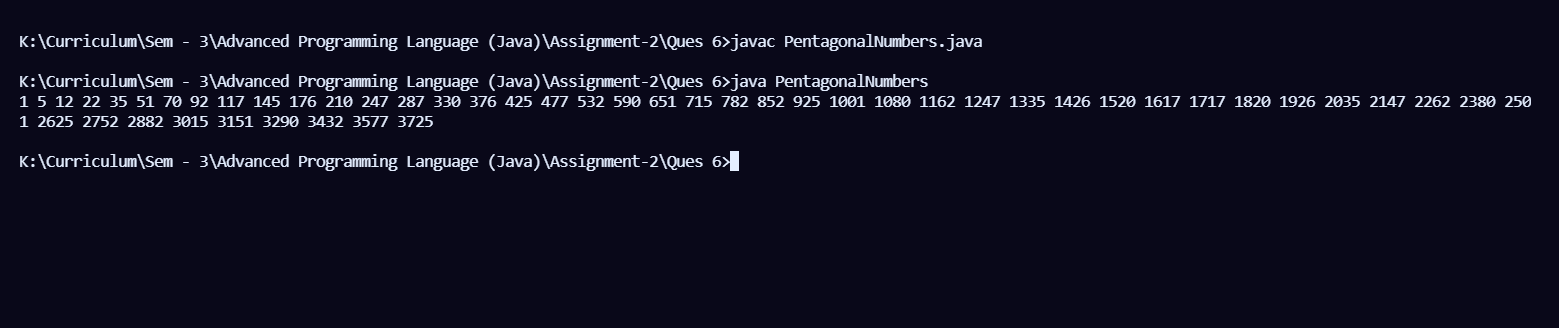 K:\Curriculum\Sem - 3\Advanced Programming Language (Java)\Assignment-2\Ques 6>javac PentagonalNumbers.java
K:\Curriculum\Sem - 3\Advanced Programming Language (Java)\Assignment-2\Ques 6>java PentagonalNumbers
1 5 12 22 35 51 70 92 117 145 176 210 247 287 330 376 425 477 532 590 651 715 782 852 925 1001 1080 1162 1247 1335 1426 1520 1617 1717 1820 1926 2035 2147 2262 2380 250
1 2625 2752 2882 3015 3151 3290 3432 3577 3725
K:\Curriculum\Sem - 3\Advanced Programming Language (Java)\Assignment-2\Ques 6>